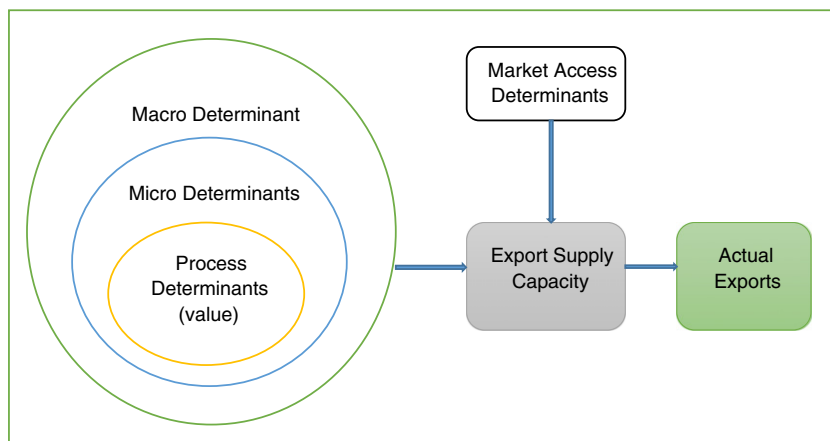 Macro Determinant
Micro Determinants
Process
Determinants
(value)
Market Access
Determinants
Export Supply
Capacity
Actual
Exports